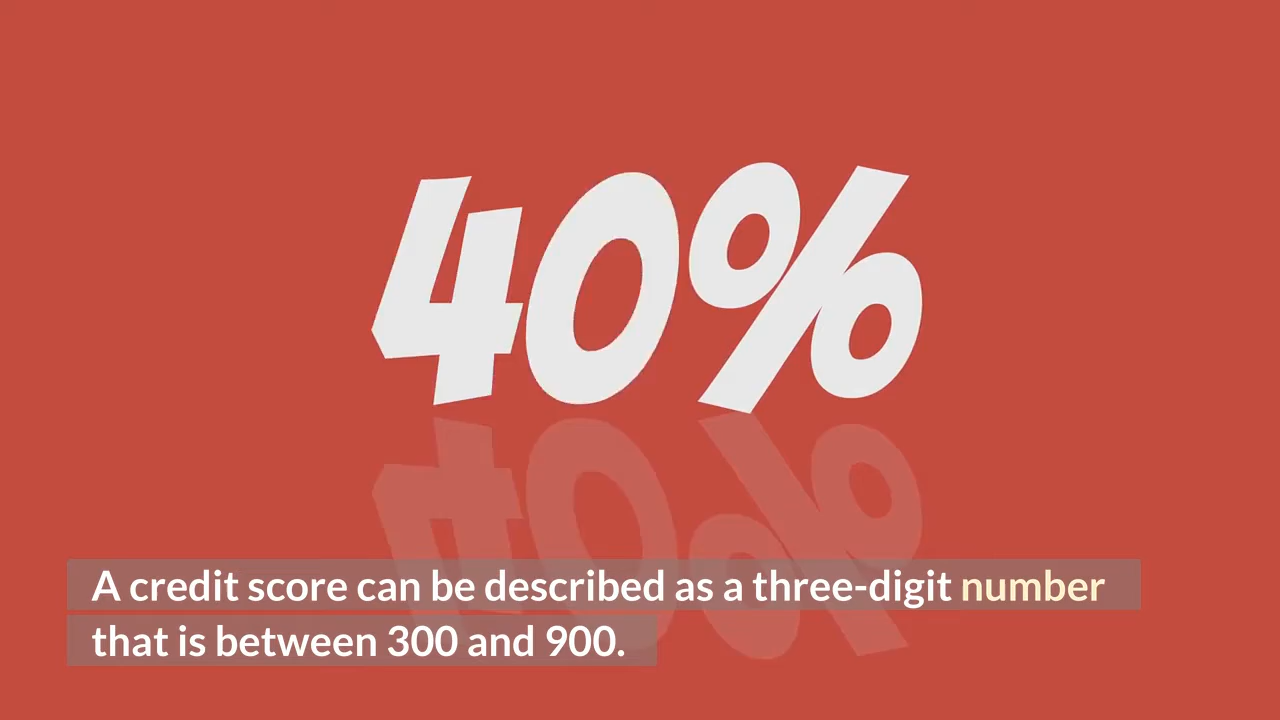 40%
A credit score can be described as a three-digit number
that is between 300 and 900.